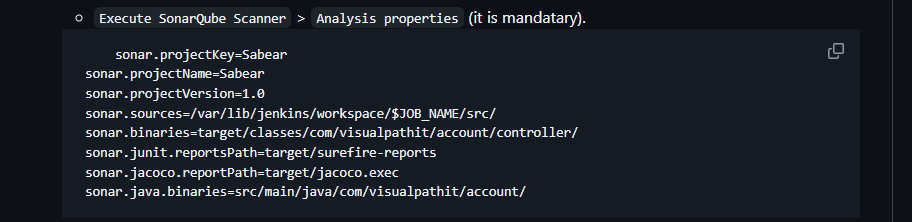 Execute SonarQube Scanner > Analysis properties (it is mandatary).
sonar.projectKey=Sabear
sonar.projectName=Sabear
sonar.projectVersion=1.0
sonar.sources=/var/lib/jenkins/workspace/$JOB_NAME/src/
sonar.binaries=target/classes/com/visualpathit/account/controller/
sonar.junit.reportsPath=target/surefire-reports
sonar.jacoco.reportPath=target/jacoco.exec
sonar.java.binaries=src/main/java/com/visualpathit/account/